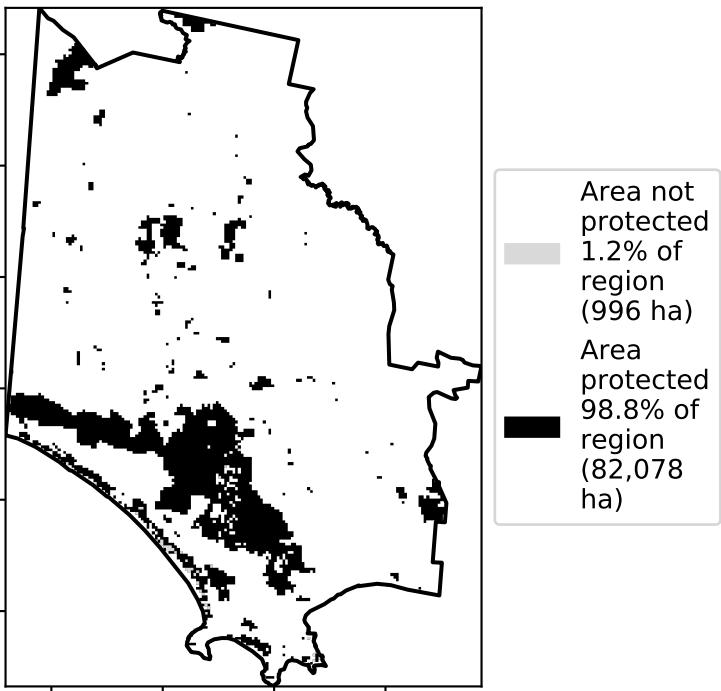 Area not
protected
1.2% of
region
(996 ha)
Area
protected
98.8% of
region
(82,078
ha)